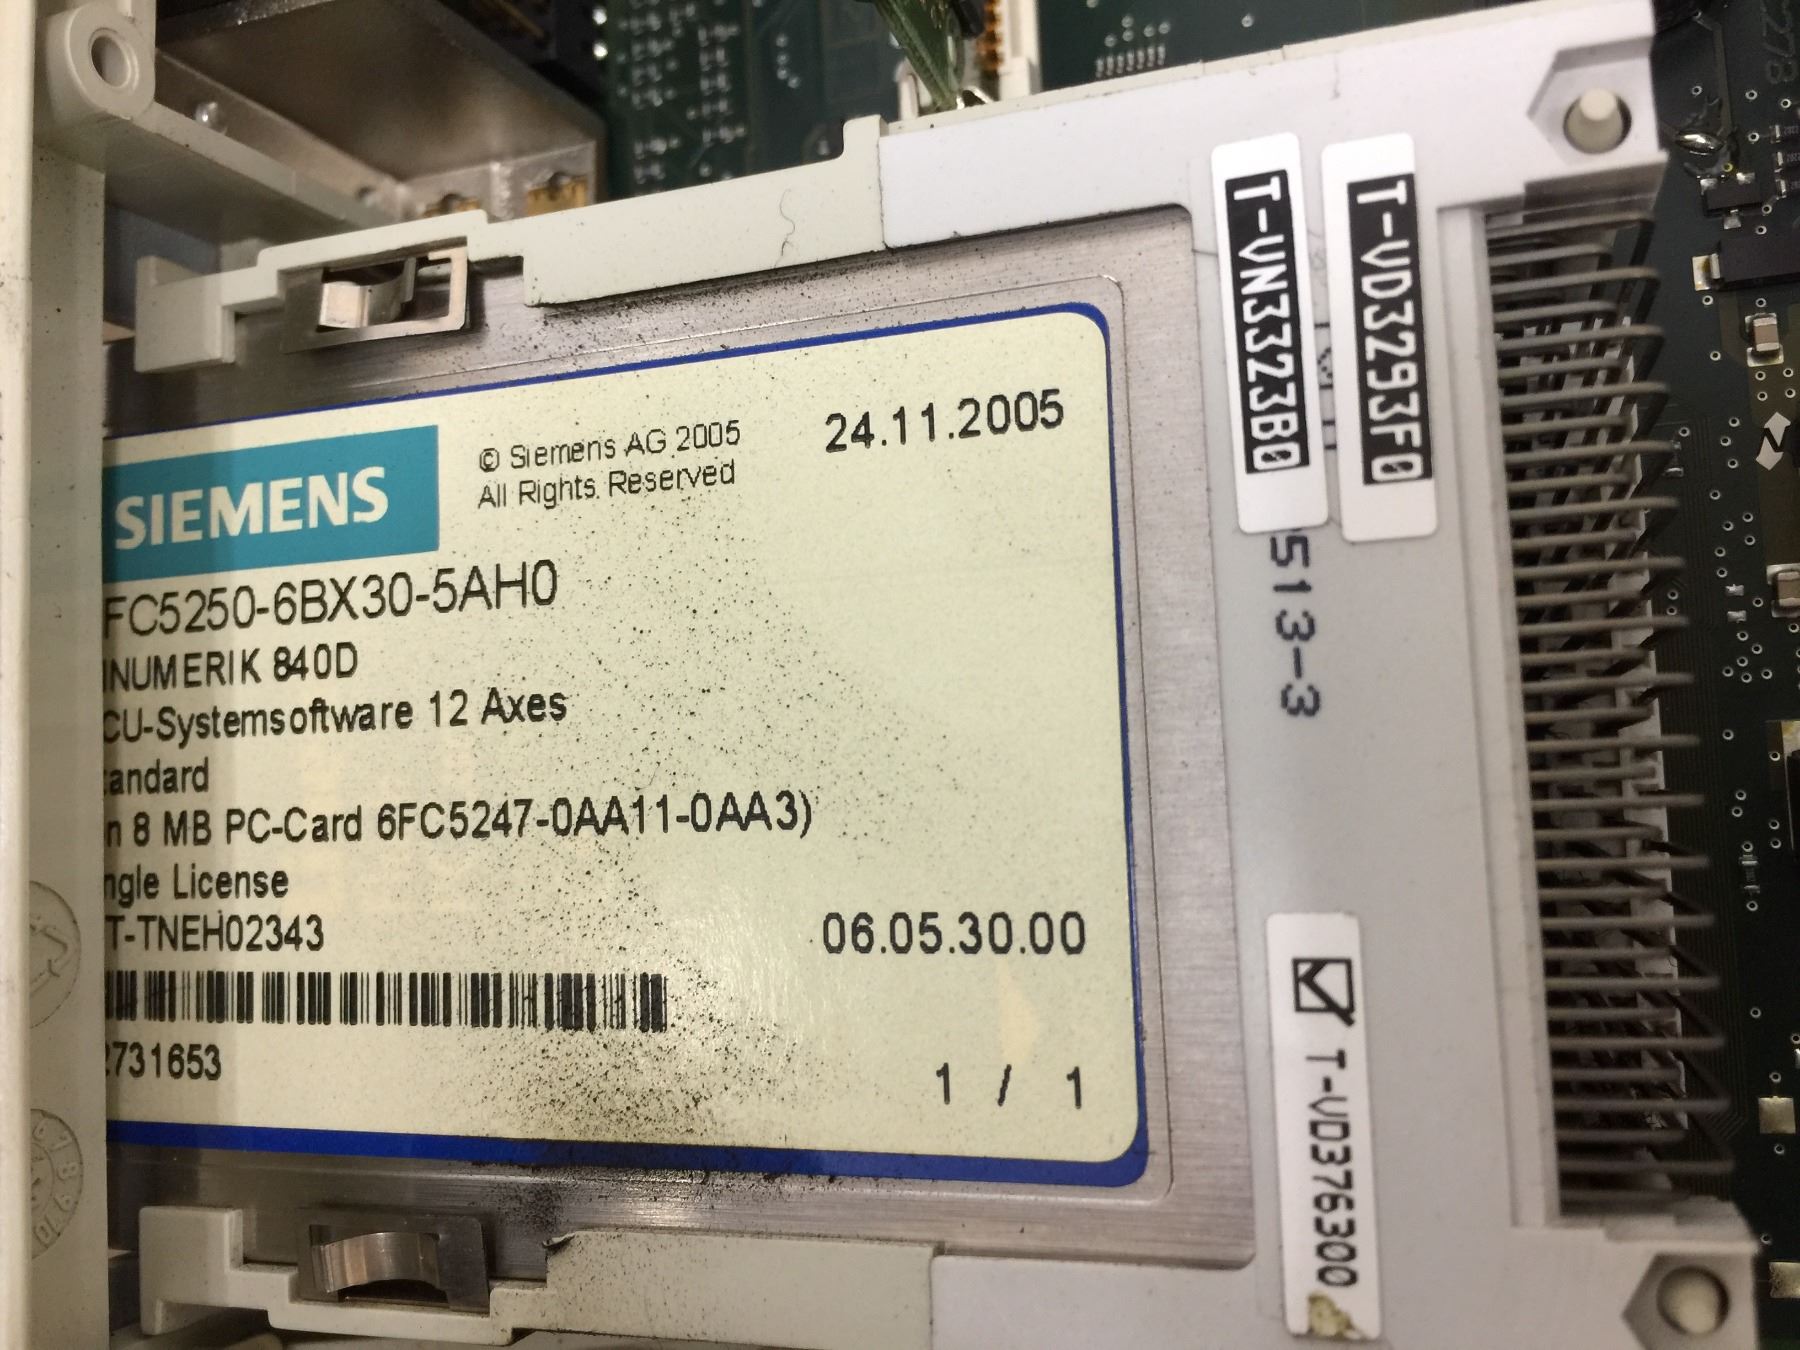 SIEMENS
© Siemens AG 2005
All Rights Reserved
24.11.2005
FC5250-6BX30-5AH0
INUMERIK 840D
CU-Systemsoftware 12 Axes
tandard
n 8 MB PC-Card 6FC5247-0AA11-0AA3)
ngle License
T-TNEH02343
06.05.30.00
731653
1 / 1
T-VN3323B0
T-VD3293F0
513-3
T-VD376300